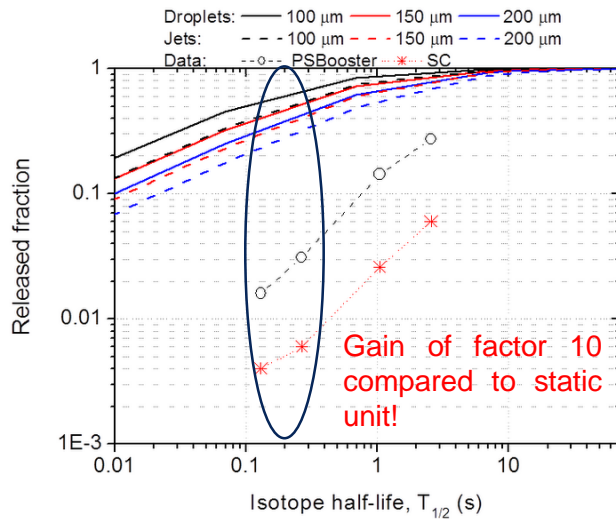 Droplets: 100 μm 150 μm 200 μm
Jets: 100 μm 150 μm 200 μm
Data: PSBooster SC
1
0.1
0.01
1E-3
Released fraction
Gain of factor 10
compared to static
unit!
0.01 0.1 1 10
Isotope half-life, T1/2 (s)